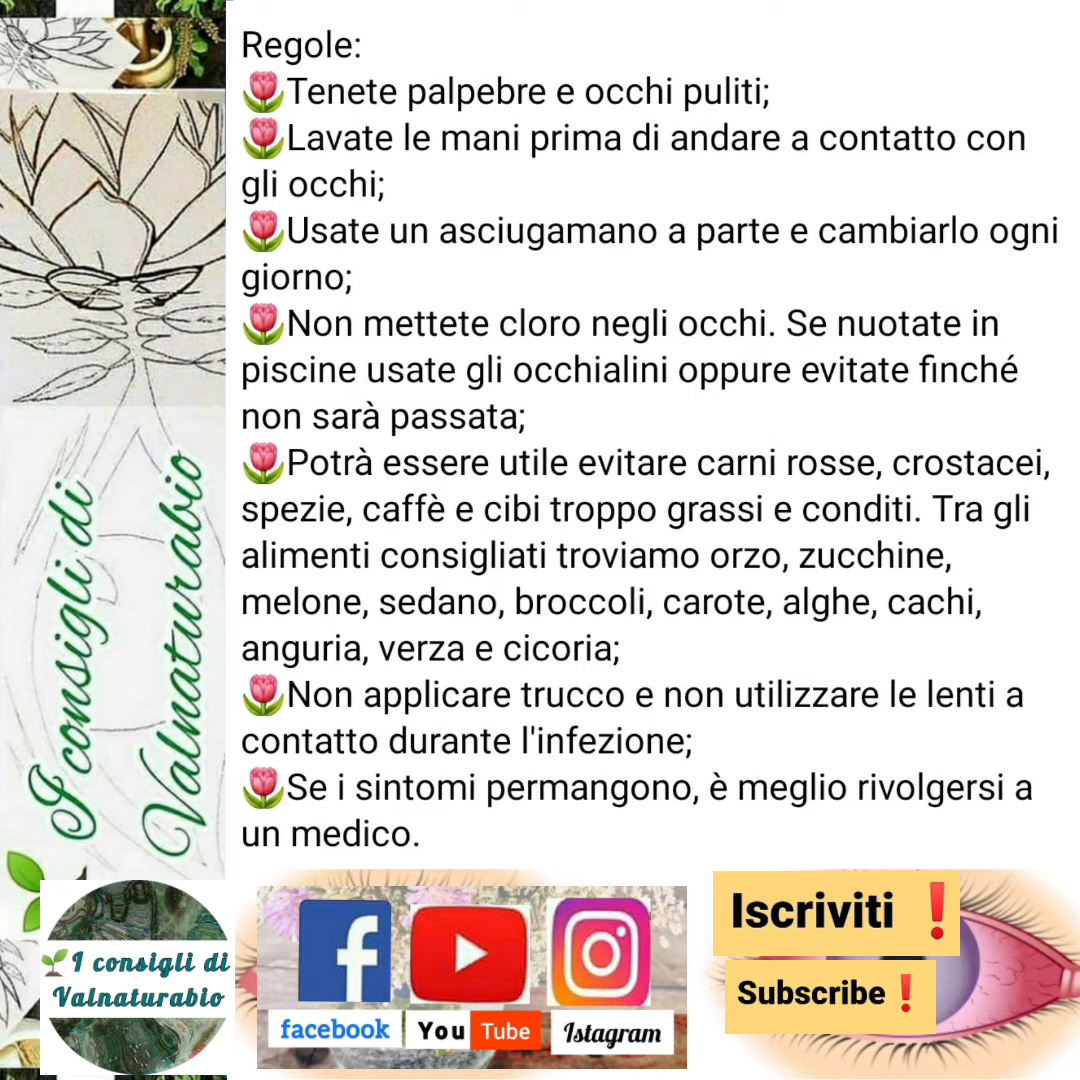 Regole:
🌷Tenete palpebre e occhi puliti;
🌷Lavate le mani prima di andare a contatto con
gli occhi;
🌷Usate un asciugamano a parte e cambiarlo ogni
giorno;
🌷Non mettete cloro negli occhi. Se nuotate in
piscine usate gli occhialini oppure evitate finché
non sarà passata;
🌷Potrà essere utile evitare carni rosse, crostacei,
spezie, caffè e cibi troppo grassi e conditi. Tra gli
alimenti consigliati troviamo orzo, zucchine,
melone, sedano, broccoli, carote, alghe, cachi,
anguria, verza e cicoria;
🌷Non applicare trucco e non utilizzare le lenti a
contatto durante l'infezione;
🌷Se i sintomi permangono, è meglio rivolgersi a
un medico.
I consigli di
Valnaturabio
🌱I consigli di
Valnaturabio
facebook
You Tube
Istagram
Iscriviti ❗
Subscribe❗